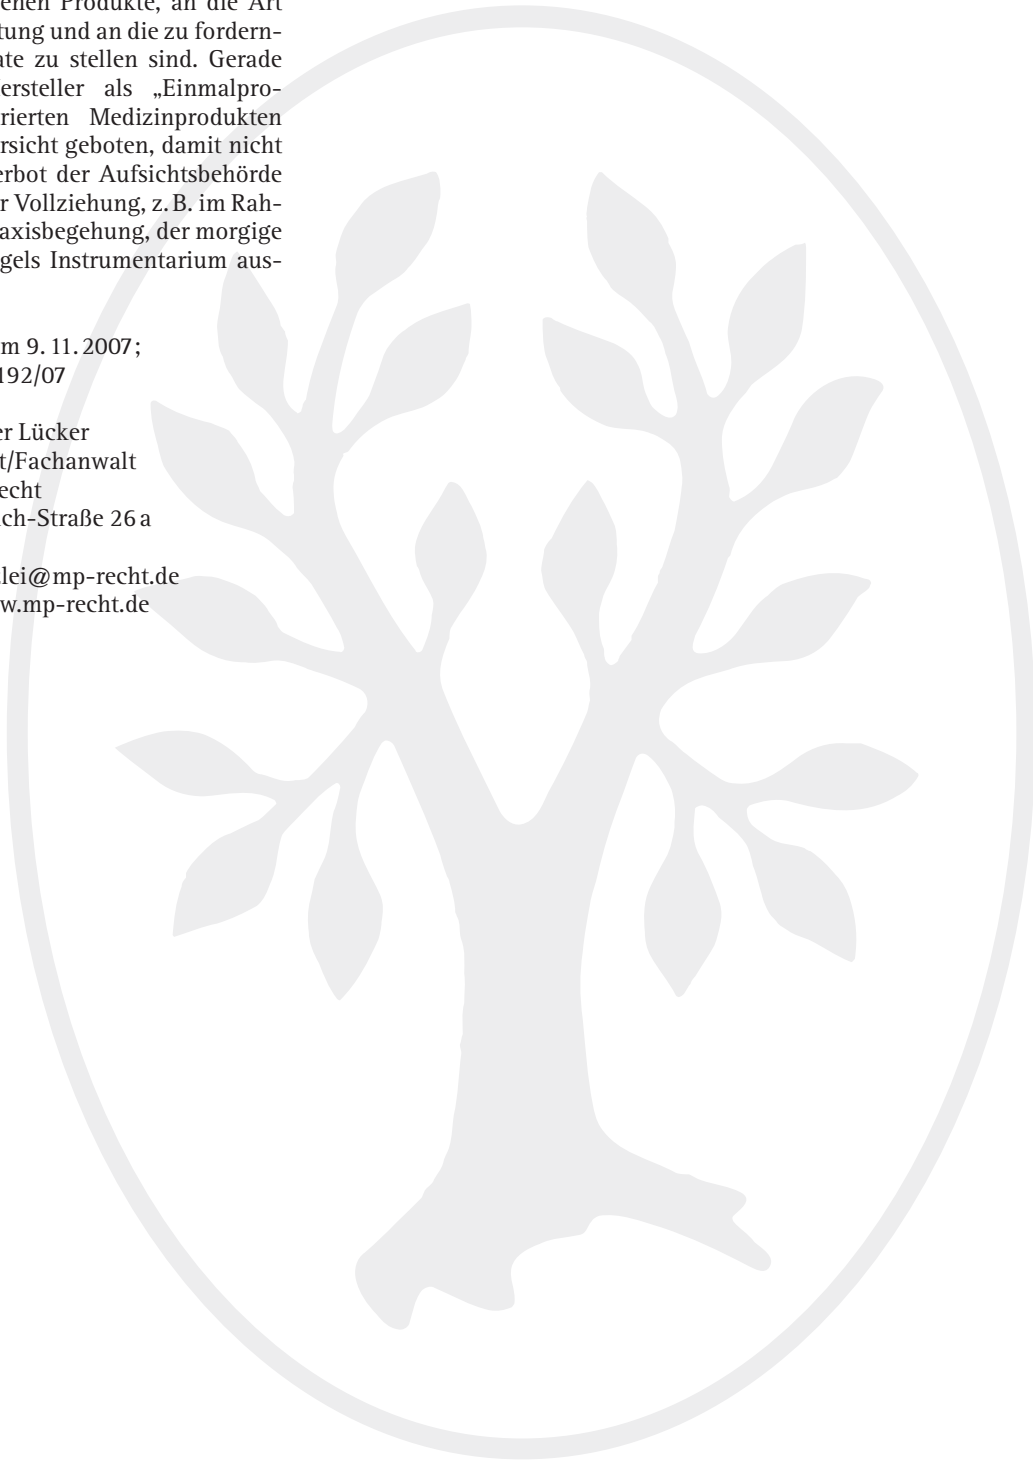 enen Produkte, an die Art
tung und an die zu fordern-
ate zu stellen sind. Gerade
ersteller als „Einmalpro-
rierten Medizinprodukten
rsicht geboten, damit nicht
erbot der Aufsichtsbehörde
r Vollziehung, z. B. im Rah-
axisbegehung, der morgige
gels Instrumentarium aus-
m 9. 11. 2007;
192/07
er Lücker
t/Fachanwalt
echt
ch-Straße 26 a
lei@mp-recht.de
w.mp-recht.de